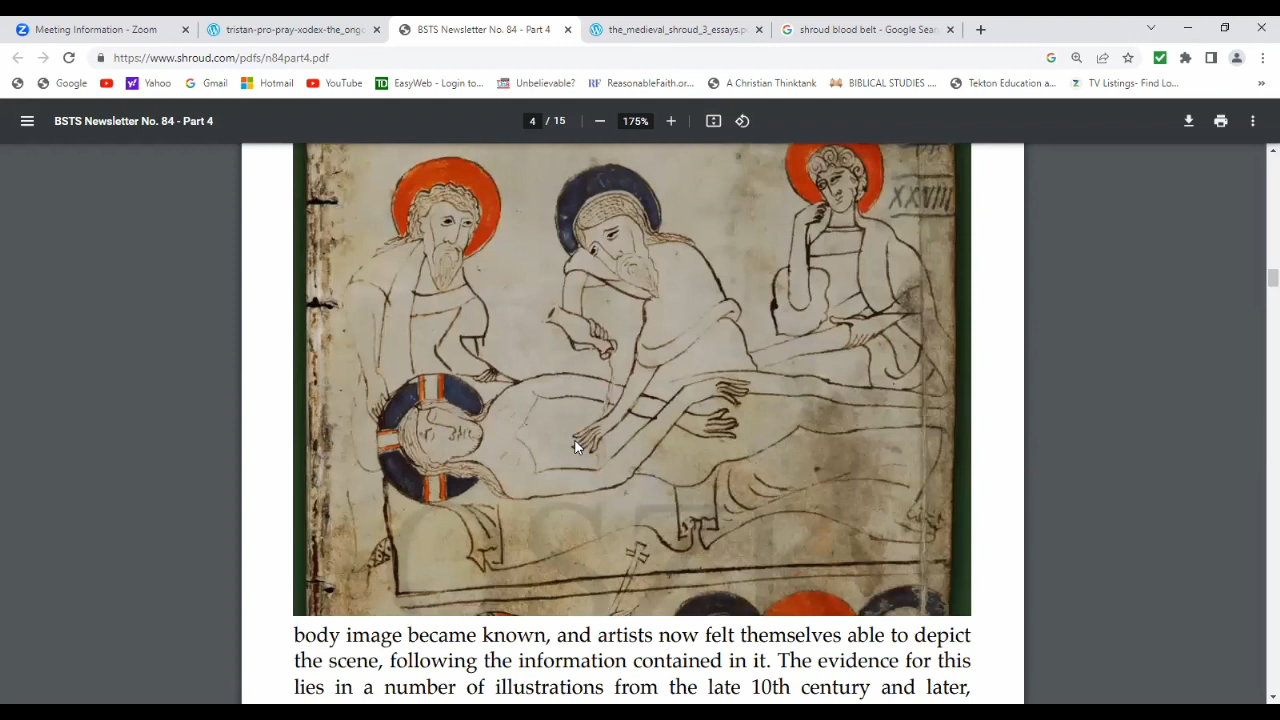 Meeting Information - Zoom
tristan-pro-pray-xodex-the_ong
BSTS Newsletter No. 84 - Part 4
the_medieval_shroud_3_essays.p
shroud blood belt - Google Sear
https://www.shroud.com/pdfs/n84part4.pdf
Google
Yahoo
Gmail
Hotmail
YouTube
EasyWeb - Login to...
Unbelievable?
ReasonableFaith.or...
A Christian Thinktank
BIBLICAL STUDIES ....
Tekton Education a...
TV Listings- Find Lo...
BSTS Newsletter No. 84 - Part 4
4 / 15
175%
XXVIII
body image became known, and artists now felt themselves able to depict
the scene, following the information contained in it. The evidence for this
lies in a number of illustrations from the late 10th century and later,